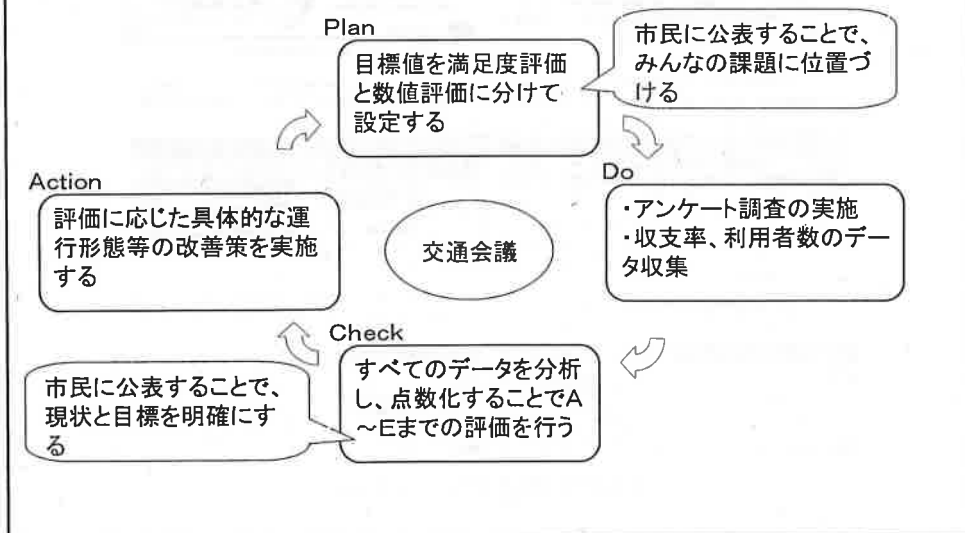 Plan
目標値を満足度評価
と数値評価に分けて
設定する
市民に公表することで、
みんなの課題に位置づ
ける
Do
・アンケート調査の実施
・収支率、利用者数のデー
タ収集
Action
評価に応じた具体的な運
行形態等の改善策を実施
する
交通会議
Check
すべてのデータを分析
し、点数化することでA
~Eまでの評価を行う
市民に公表することで、
現状と目標を明確にす
る